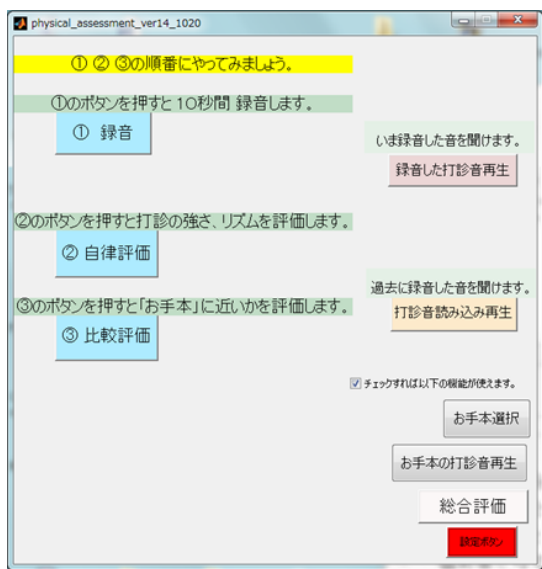 physical_assessment_ver14_1020
① ② ③の順番にやってみましょう。
①のボタンを押すと10秒間 録音します。
① 録音
いま録音した音を聞けます。
録音した打診音再生
②のボタンを押すと打診の強さ、リズムを評価します。
② 自律評価
過去に録音した音を聞けます。
打診音読み込み再生
③のボタンを押すと「お手本」に近いかを評価します。
③ 比較評価
チェックすれば以下の機能が使えます。
お手本選択
お手本の打診音再生
総合評価
設定ボタン